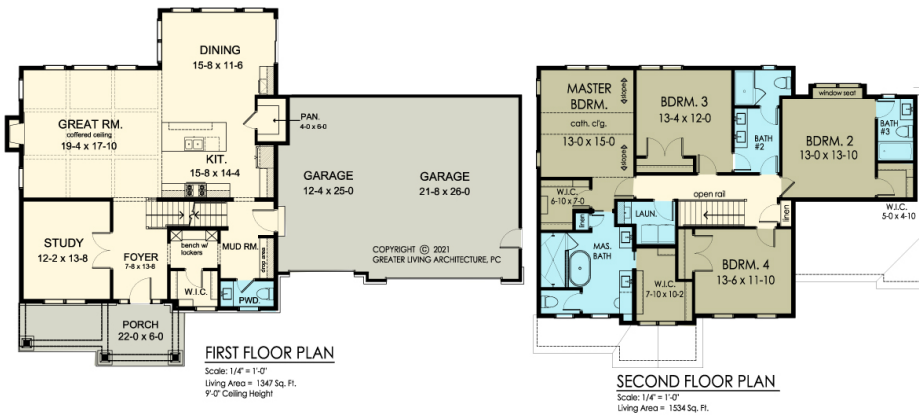 DINING
15-8 x 11-6
GREAT RM.
coffered ceiling
19-4 x 17-10
PAN.
4-0 x 6-0
KIT.
15-8 x 14-4
GARAGE
12-4 x 25-0
GARAGE
21-8 x 26-0
STUDY
12-2 x 13-8
FOYER
7-6 x 13-8
bench w/
lockers
MUD RM.
drop area
W.I.C.
PWD.
COPYRIGHT © 2021
GREATER LIVING ARCHITECTURE, PC
PORCH
22-0 x 6-0
FIRST FLOOR PLAN
Scale: 1/4" = 1'-0"
Living Area = 1347 Sq. Ft.
9'-0" Ceiling Height
MASTER
BDRM.
cath. cl'g.
13-0 x 15-0
slope
slope
BDRM. 3
13-4 x 12-0
BATH
#2
window seat
BDRM. 2
13-0 x 13-10
BATH
#3
W.I.C.
6-10 x 7-0
open rail
W.I.C.
5-0 x 4-10
linen
LAUN.
linen
MAS.
BATH
W.I.C.
7-10 x 10-2
BDRM. 4
13-6 x 11-10
SECOND FLOOR PLAN
Scale: 1/4" = 1'-0"
Living Area = 1534 Sq. Ft.